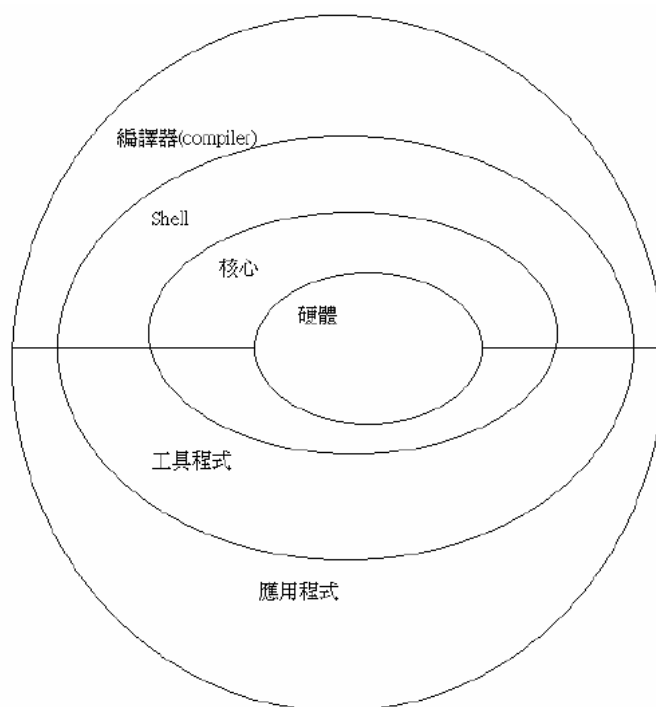 編譯器(compiler)
Shell
核心
硬體
工具程式
應用程式